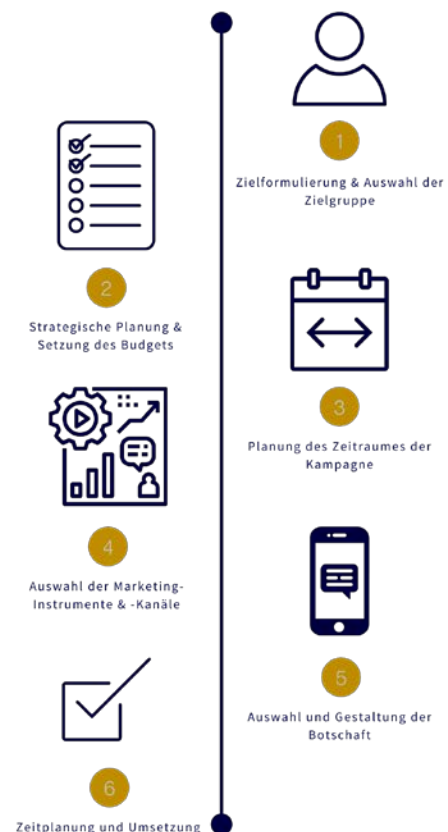 1
Zielformulierung & Auswahl der
Zielgruppe
2
Strategische Planung &
Setzung des Budgets
3
Planung des Zeitraumes der
Kampagne
4
Auswahl der Marketing-
Instrumente & -Kanäle
5
Auswahl und Gestaltung der
Botschaft
6
Zeitplanung und Umsetzung